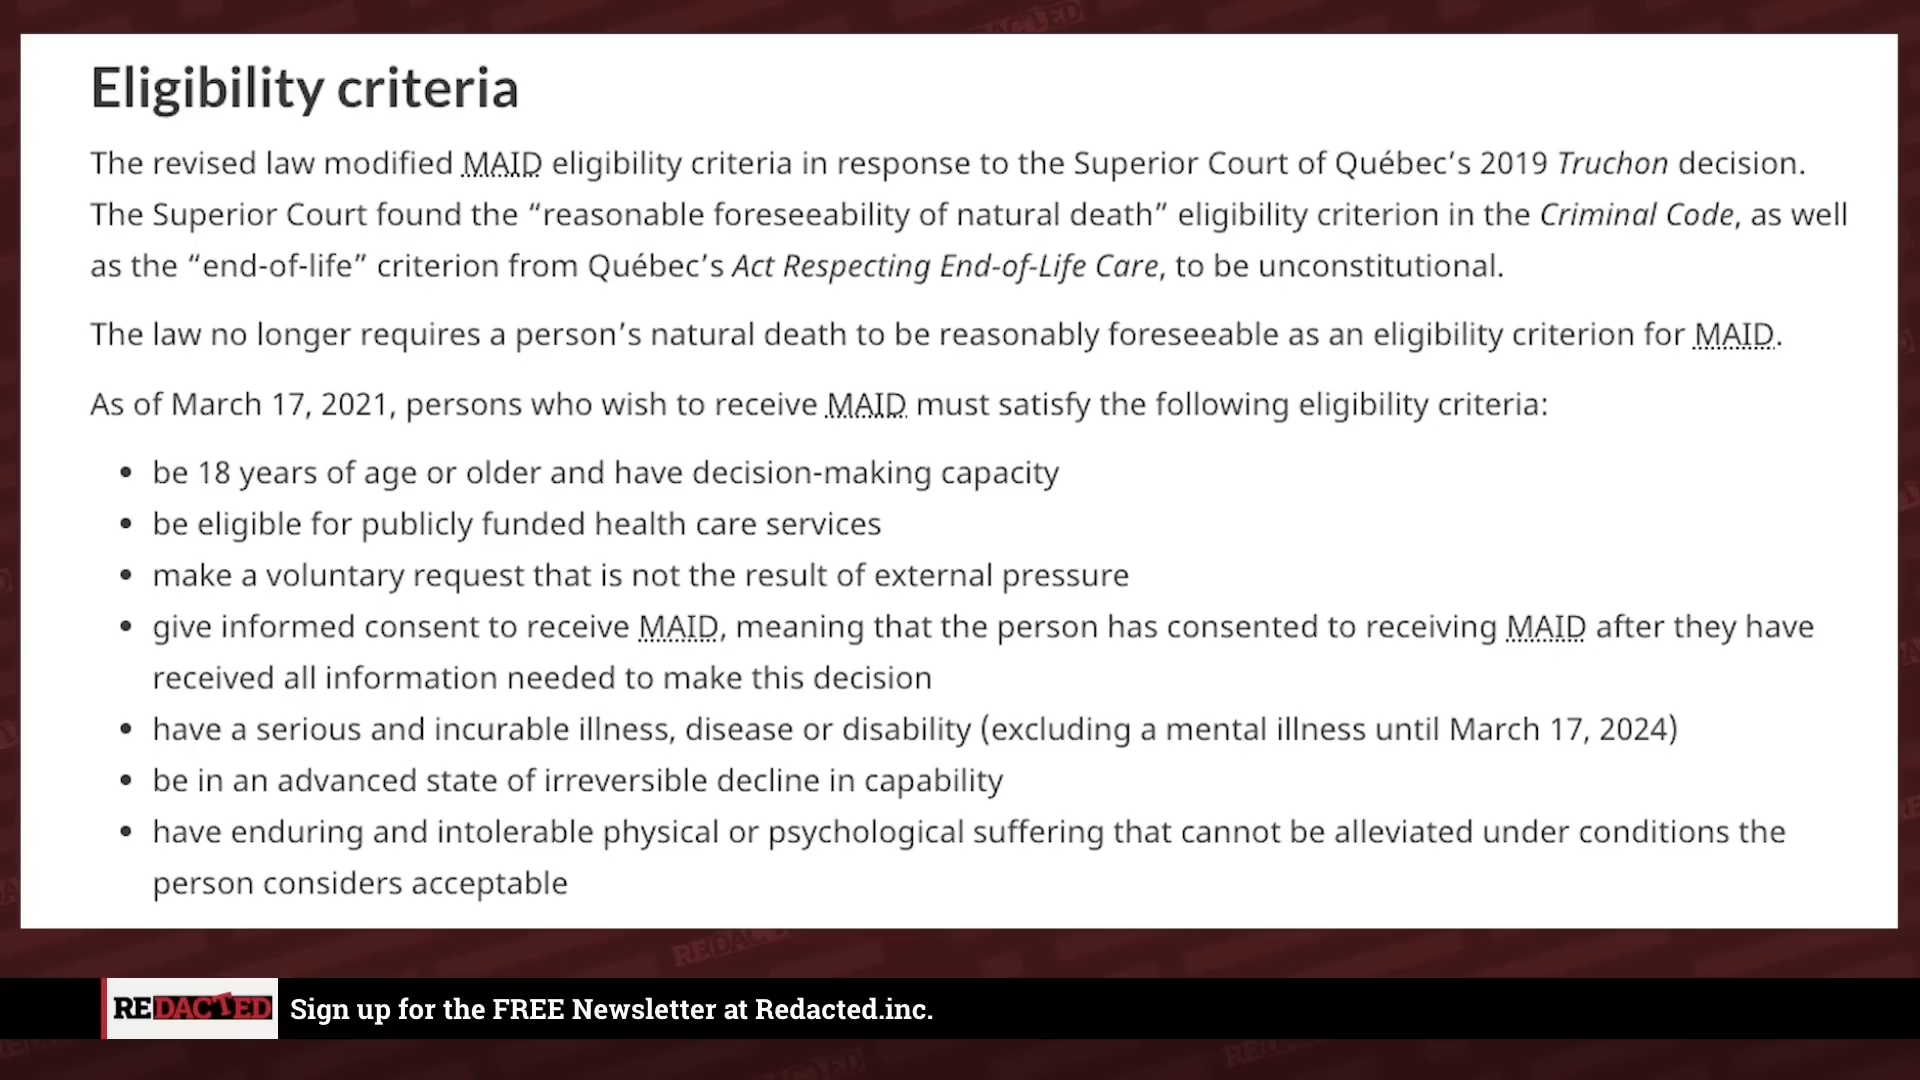 Eligibility criteria
The revised law modified MAID eligibility criteria in response to the Superior Court of Québec’s 2019 Truchon decision.
The Superior Court found the “reasonable foreseeability of natural death” eligibility criterion in the Criminal Code, as well
as the “end-of-life” criterion from Québec’s Act Respecting End-of-Life Care, to be unconstitutional.
The law no longer requires a person’s natural death to be reasonably foreseeable as an eligibility criterion for MAID.
As of March 17, 2021, persons who wish to receive MAID must satisfy the following eligibility criteria:
• be 18 years of age or older and have decision-making capacity
• be eligible for publicly funded health care services
• make a voluntary request that is not the result of external pressure
• give informed consent to receive MAID, meaning that the person has consented to receiving MAID after they have
received all information needed to make this decision
• have a serious and incurable illness, disease or disability (excluding a mental illness until March 17, 2024)
• be in an advanced state of irreversible decline in capability
• have enduring and intolerable physical or psychological suffering that cannot be alleviated under conditions the
person considers acceptable
REDACTED Sign up for the FREE Newsletter at Redacted.inc.